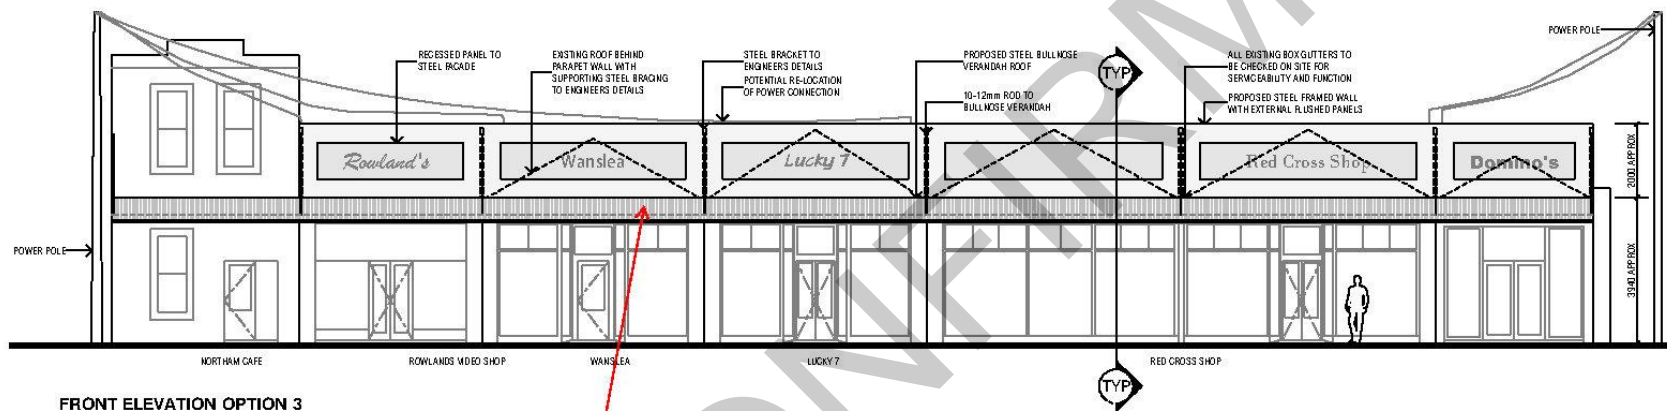 POWER POLE
RECESSED PANEL TO
STEEL FACADE
EXISTING ROOF BEHIND
PARAPET WALL WITH
SUPPORTING STEEL BRACING
TO ENGINEERS DETAILS
STEEL BRACKET TO
ENGINEERS DETAILS
POTENTIAL RE-LOCATION
OF POWER CONNECTION
PROPOSED STEEL BULLNOSE
VERANDAH ROOF
10-12mm ROD TO
BULLNOSE VERANDAH
TYP
ALL EXISTING BOX GUTTERS TO
BE CHECKED ON SITE FOR
SERVICEABILITY AND FUNCTION
PROPOSED STEEL FRAMED WALL
WITH EXTERNAL FLUSHED PANELS
Rowland's
Wanslea
Lucky 7
Red Cross Shop
Domino's
2000 APPROX
POWER POLE
3940 APPROX
NORTHAM CAFE
ROWLANDS VIDEO SHOP
WANSLEA
LUCKY 7
RED CROSS SHOP
TYP
FRONT ELEVATION OPTION 3
ONFIRM